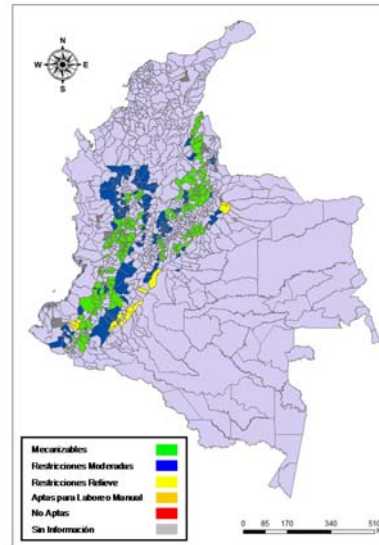 N
W E
S
Mecanizables
Restricciones Moderadas
Restricciones Relieve
Aptas para Laboreo Manual
No Aptas
Sin Información
0 85 170 340 510